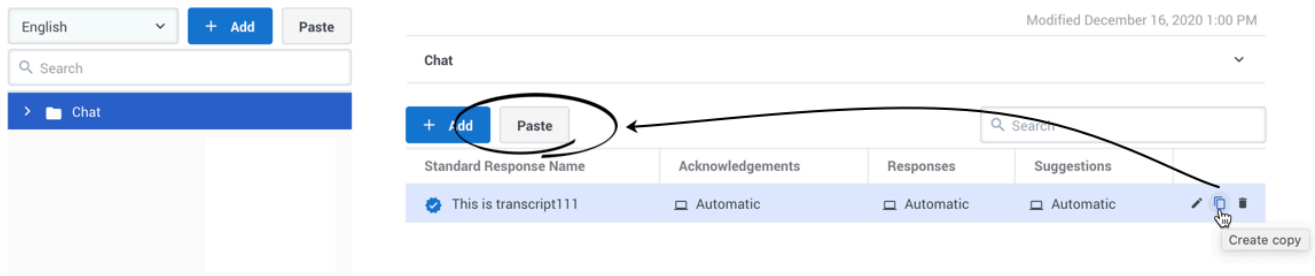 English
+ Add
Paste
Search
Chat
Modified December 16, 2020 1:00 PM
Chat
+ Add
Paste
Search
Standard Response Name Acknowledgements Responses Suggestions
This is transcript111 Automatic Automatic Automatic
Create copy